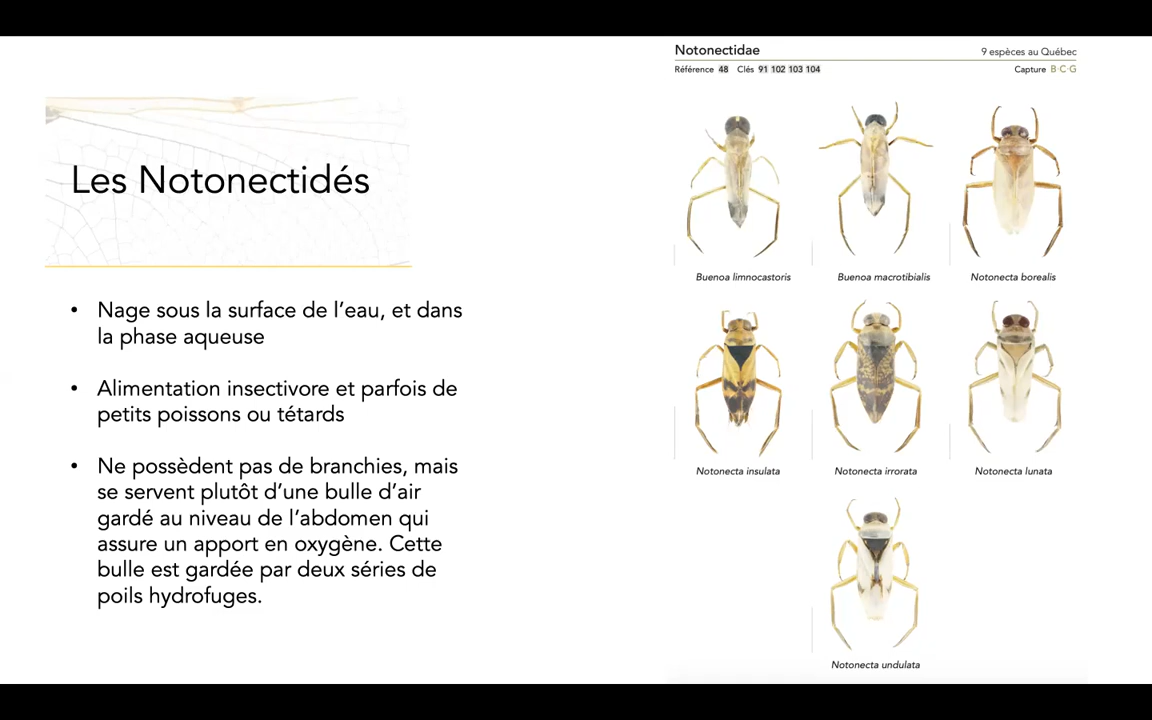 Les Notonectidés
• Nage sous la surface de l'eau, et dans
la phase aqueuse
• Alimentation insectivore et parfois de
petits poissons ou tétards
• Ne possèdent pas de branchies, mais
se servent plutôt d'une bulle d'air
gardé au niveau de l'abdomen qui
assure un apport en oxygène. Cette
bulle est gardée par deux séries de
poils hydrofuges.
Notonectidae 9 espèces au Québec
Référence 48 Clés 91 102 103 104 Capture B·C·G
Buenoa limnocastoris Buenoa macrotibialis Notonecta borealis
Notonecta insulata Notonecta irrorata Notonecta lunata
Notonecta undulata